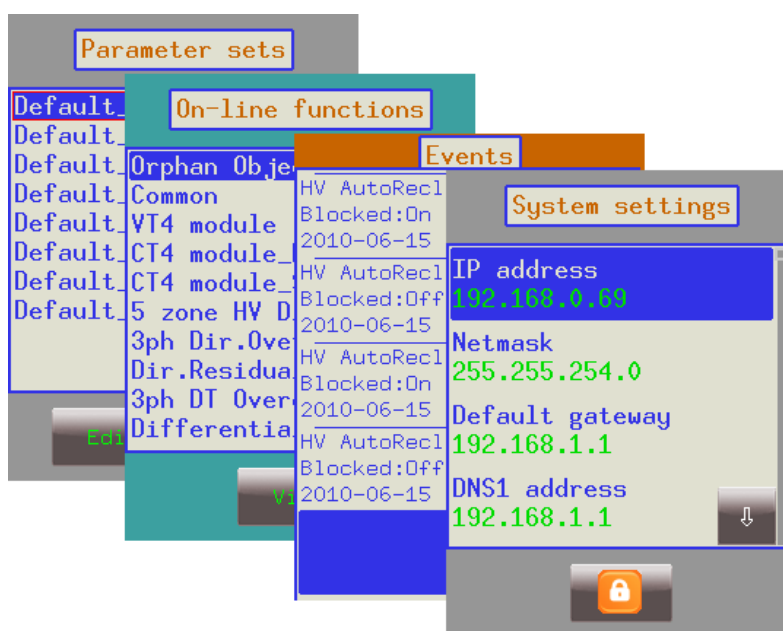 Parameter sets
Default_
Default_
Default_
Default_
Default_
Default_
Default_
Default_
Edi
On-line functions
Orphan Obje
Common
VT4 module
CT4 module_
CT4 module_
5 zone HV D
3ph Dir.Ove
Dir.Residua
3ph DT Over
Differentia
Vi
Events
HV AutoRecl
Blocked:On
2010-06-15
HV AutoRecl
Blocked:Off
2010-06-15
HV AutoRecl
Blocked:On
2010-06-15
HV AutoRecl
Blocked:Off
2010-06-15
System settings
IP address
192.168.0.69
Netmask
255.255.254.0
Default gateway
192.168.1.1
DNS1 address
192.168.1.1